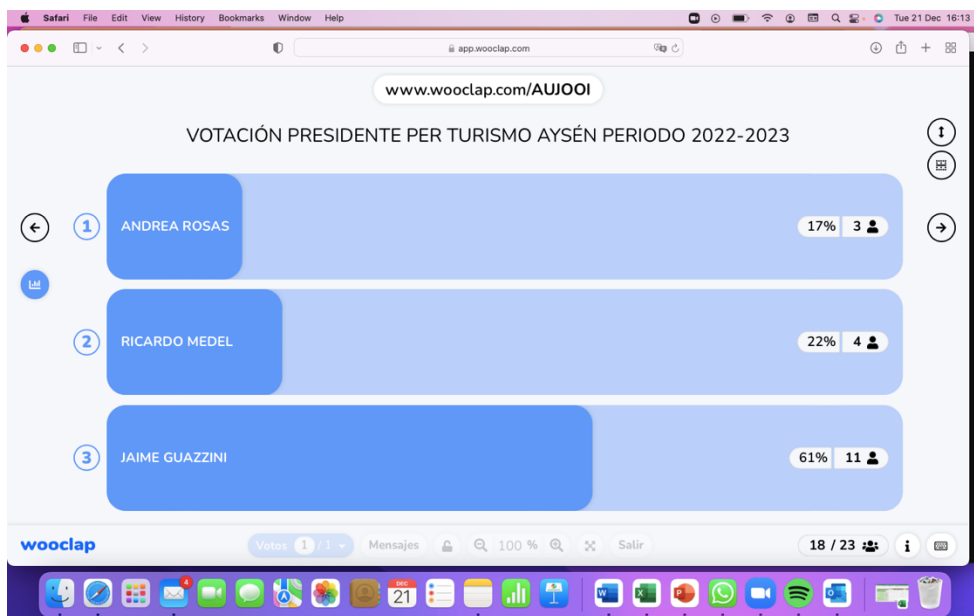 Safari File Edit View History Bookmarks Window Help Tue 21 Dec 16:13
app.wooclap.com
www.wooclap.com/AUJOOI
VOTACIÓN PRESIDENTE PER TURISMO AYSÉN PERIODO 2022-2023
1 ANDREA ROSAS 17% 3
2 RICARDO MEDEL 22% 4
3 JAIME GUAZZINI 61% 11
wooclap Votos 1 / 1 Mensajes 100 % Salir 18 / 23 i
4 DEC 21